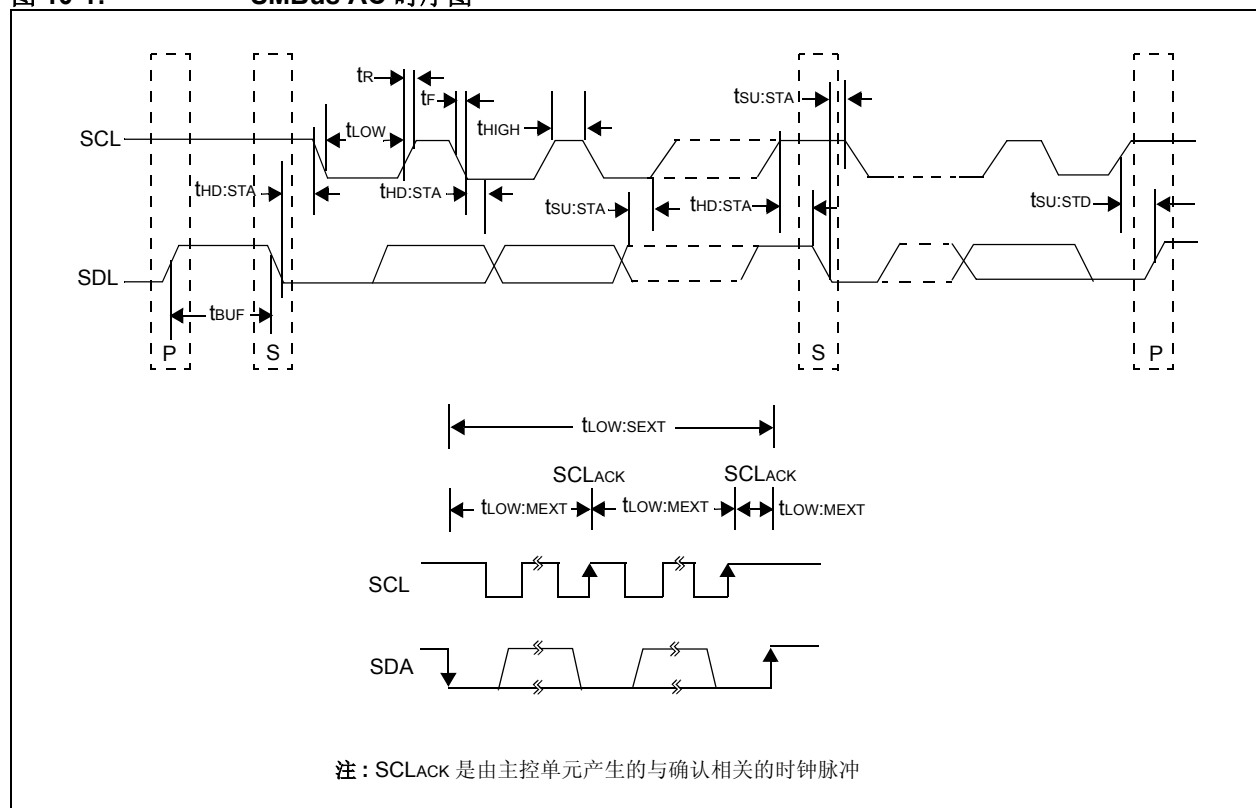 SMBus AC 时序图
tR
tF
tSU:STA
SCL
tLOW
tHIGH
tHD:STA
tHD:STA
tSU:STA
tHD:STA
tSU:STD
SDL
tBUF
P
S
S
P
tLOW:SEXT
SCLACK
SCLACK
tLOW:MEXT
tLOW:MEXT
tLOW:MEXT
SCL
SDA
注 : SCLACK 是由主控单元产生的与确认相关的时钟脉冲